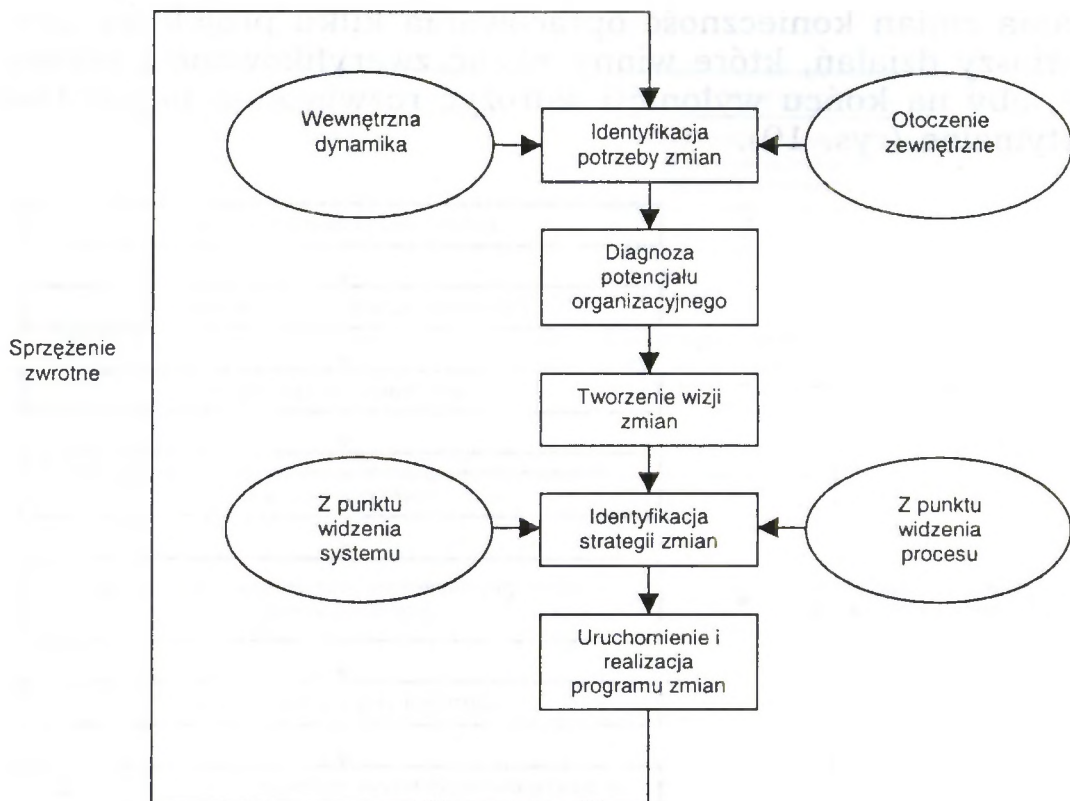 Wewnętrzna
dynamika
Identyfikacja
potrzeby zmian
Otoczenie
zewnętrzne
Diagnoza
potencjału
organizacyjnego
Sprzężenie
zwrotne
Tworzenie wizji
zmian
Z punktu
widzenia
systemu
Identyfikacja
strategii zmian
Z punktu
widzenia
procesu
Uruchomienie i
realizacja
programu zmian